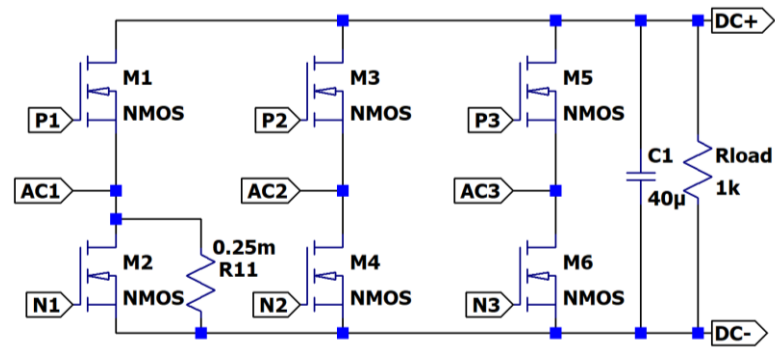 DC+
M1
M3
M5
P1
NMOS
P2
NMOS
P3
NMOS
C1
Rload
AC1
AC2
AC3
40µ
1k
0.25m
M2
R11
M4
M6
N1
NMOS
N2
NMOS
N3
NMOS
DC-